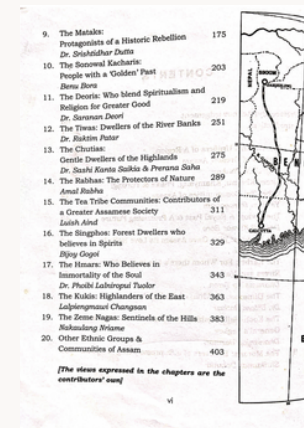 9. The Mataks:
Protagonists of a Historic Rebellion 175
Dr. Sristidhar Dutta
10. The Sonowal Kacharis:
People with a 'Golden' Past 203
Benu Bora
11. The Deoris: Who blend Spiritualism and
Religion for Greater Good 219
Dr. Saranan Deori
12. The Tiwas: Dwellers of the River Banks 251
Dr. Ruktim Patar
13. The Chutias:
Gentle Dwellers of the Highlands 275
Dr. Sashi Kanta Saikia & Prerana Saha
14. The Rabhas: The Protectors of Nature 289
Amal Rabha
15. The Tea Tribe Communities: Contributors of
a Greater Assamese Society 311
Luish Aind
16. The Singphos: Forest Dwellers who
believes in Spirits 329
Bijoy Gogoi
17. The Hmars: Who Believes in
Immortality of the Soul 343
Dr. Phoibi Lalniropui Tuolor
18. The Kukis: Highlanders of the East 363
Lalpiengmawi Changsan
19. The Zeme Nagas: Sentinels of the Hills 383
Nakaulung Nriame
20. Other Ethnic Groups &
Communities of Assam 403
[The views expressed in the chapters are the
contributors' own]
vi
NEPAL
SIKKIM
BEN
CALCUTTA